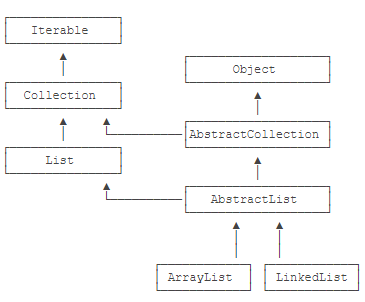 Iterable
Object
Collection
AbstractCollection
List
AbstractList
ArrayList
LinkedList